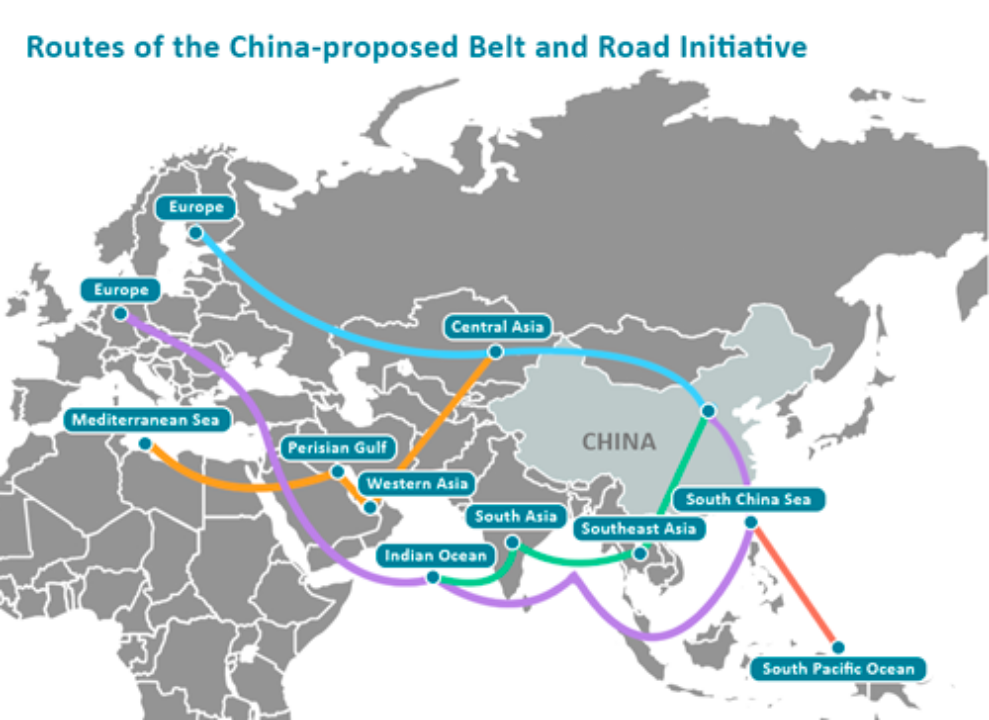 Routes of the China-proposed Belt and Road Initiative
Europe
Europe
Central Asia
Mediterranean Sea
CHINA
Perisian Gulf
Western Asia
South China Sea
South Asia
Southeast Asia
Indian Ocean
South Pacific Ocean